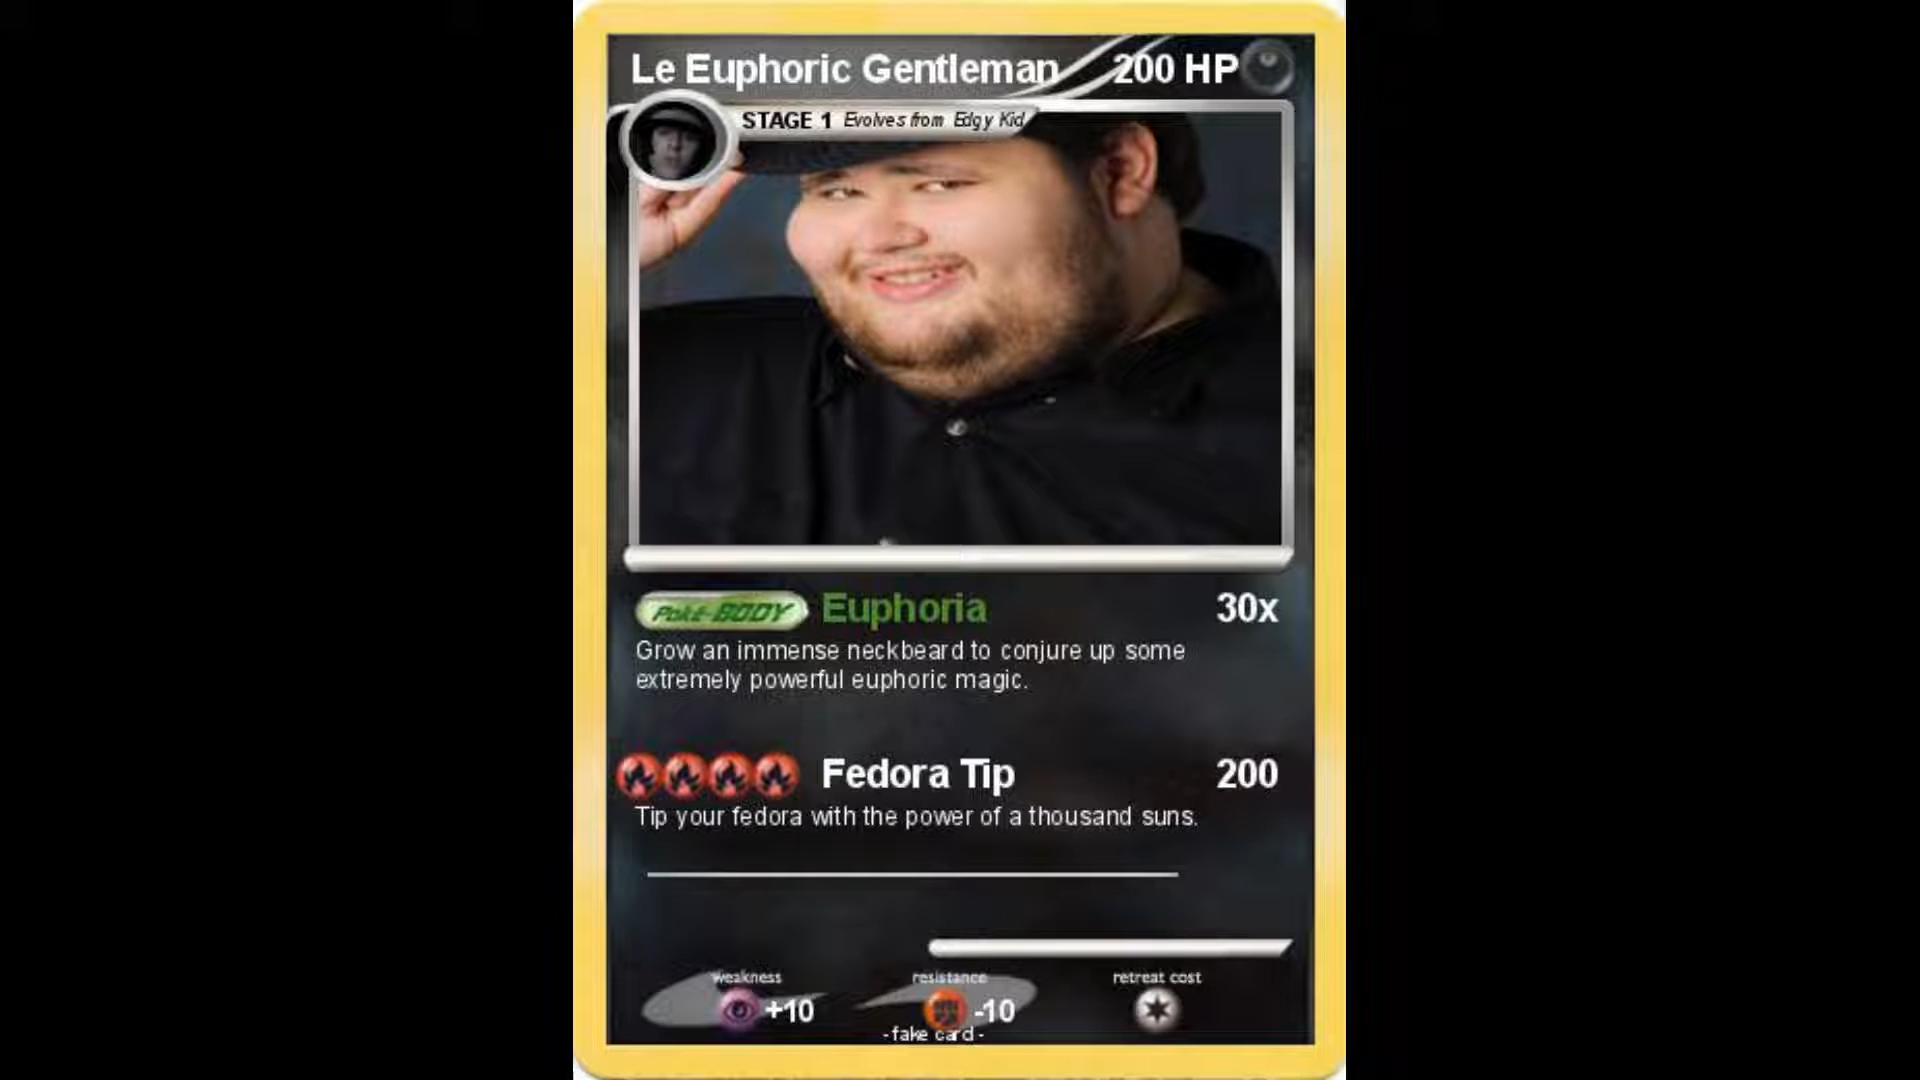 Le Euphoric Gentleman 200 HP
STAGE 1 Evolves from Edgy Kid
Poké-BODY Euphoria 30x
Grow an immense neckbeard to conjure up some
extremely powerful euphoric magic.
Fedora Tip 200
Tip your fedora with the power of a thousand suns.
weakness resistance retreat cost
+10 -10
-fake card-